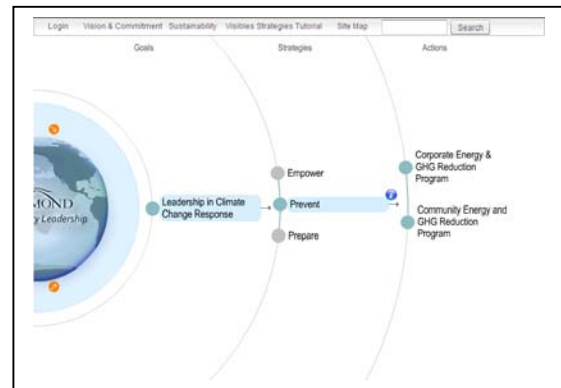 Login Vision & Commitment Sustainability Visibles Strategies Tutorial Site Map Search
Goals Strategies Actions
Corporate Energy &
GHG Reduction
Program
Empower
MOND
y Leadership
Leadership in Climate
Change Response
Prevent
Community Energy and
GHG Reduction
Program
Prepare